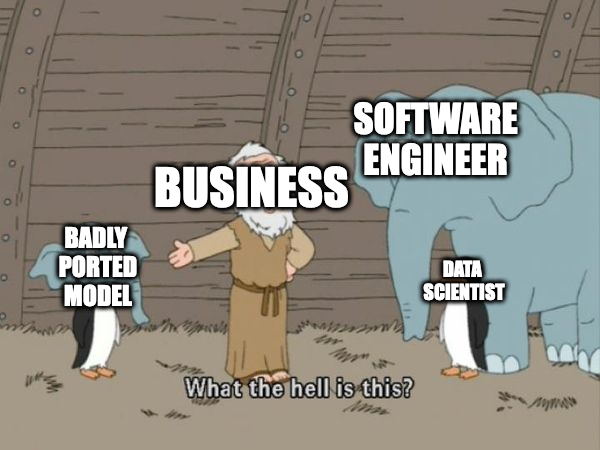 SOFTWARE
ENGINEER
BUSINESS
BADLY
PORTED
MODEL
DATA
SCIENTIST
What the hell is this?